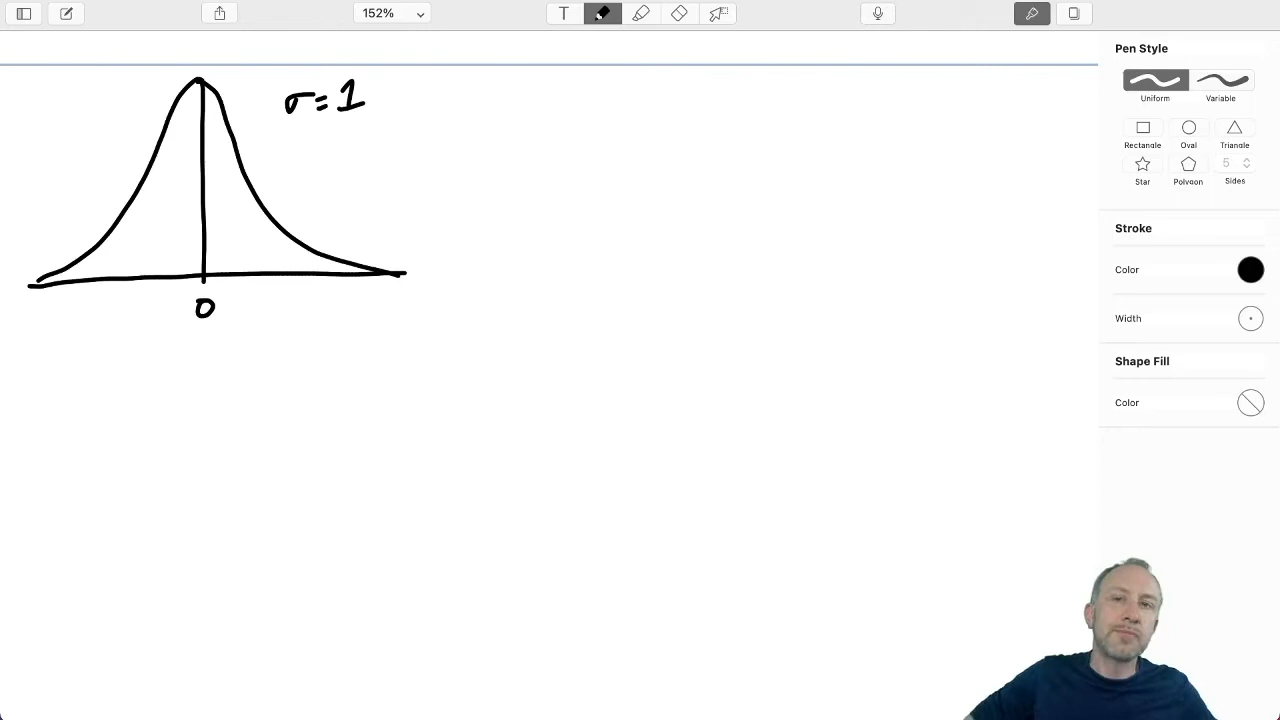 152%
T
Pen Style
Uniform
Variable
Rectangle
Oval
Triangle
5
Star
Polygon
Sides
Stroke
Color
Width
Shape Fill
Color
σ=1
0